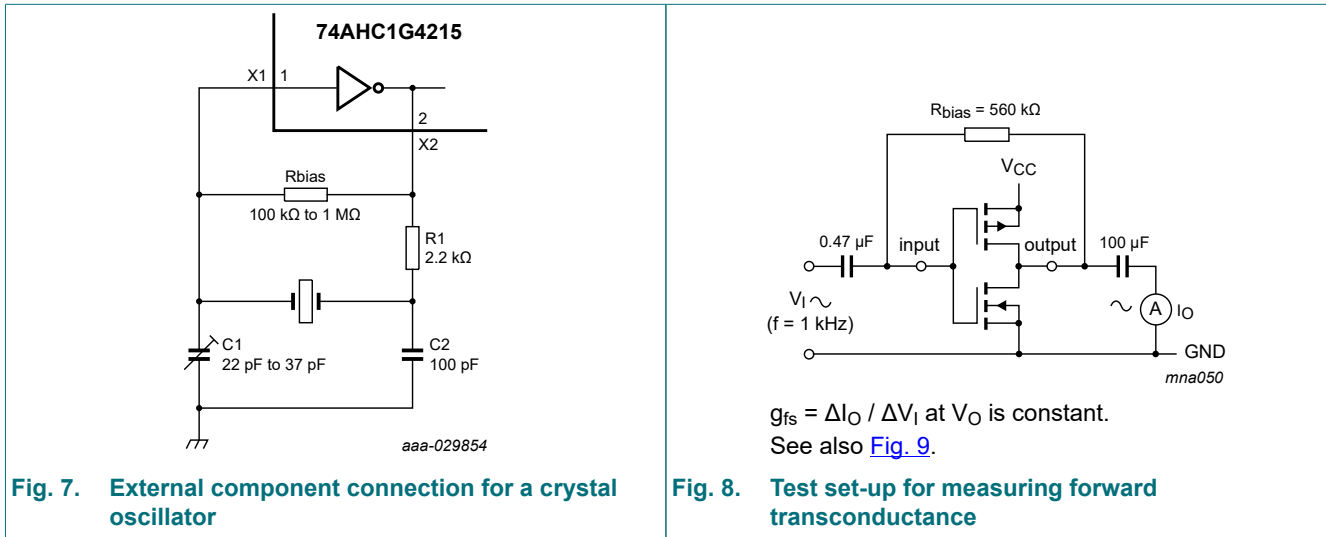 74AHC1G4215
X1
1
2
X2
Rbias
100 kΩ to 1 MΩ
R1
2.2 kΩ
C1
22 pF to 37 pF
C2
100 pF
aaa-029854
Fig. 7. External component connection for a crystal
oscillator
Rbias = 560 kΩ
VCC
0.47 µF
input
output
100 µF
VI
(f = 1 kHz)
A
IO
GND
mna050
gfs = ΔIO / ΔVI at VO is constant.
See also Fig. 9.
Fig. 8. Test set-up for measuring forward
transconductance